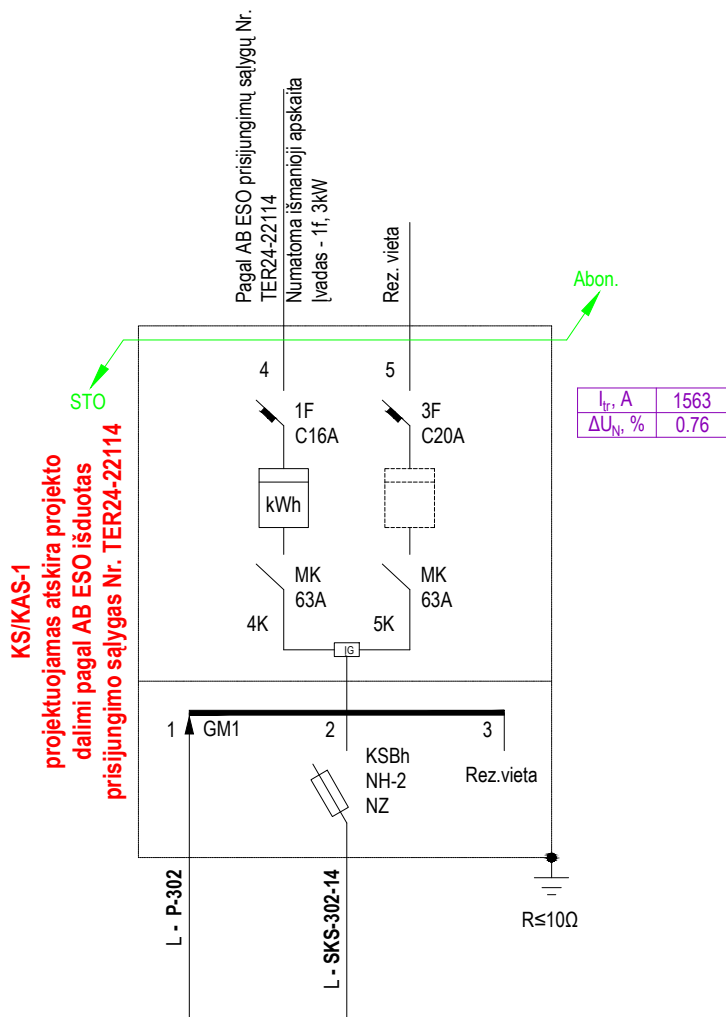 Pagal AB ESO prisijungimų sąlygų Nr.
TER24-22114
Numatoma išmanioji apskaita
Įvadas - 1f, 3kW
Rez. vieta
Abon.
STO
4
5
1F
C16A
3F
C20A
I_tr, A 1563
ΔU_N, % 0.76
kWh
MK
63A
MK
63A
4K
5K
IG
KS/KAS-1
projektuojamas atskira projekto
dalimi pagal AB ESO išduotas
prisijungimo sąlygas Nr. TER24-22114
1
GM1
2
3
KSBh
NH-2
NZ
Rez.vieta
L - P-302
L - SKS-302-14
R≤10Ω